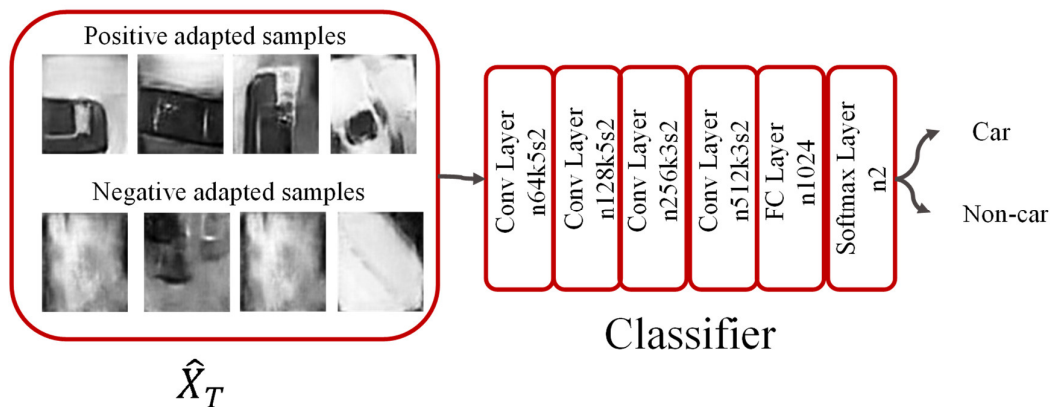 Positive adapted samples
Negative adapted samples
X̂_T
Conv Layer
n64k5s2
Conv Layer
n128k5s2
Conv Layer
n256k3s2
Conv Layer
n512k3s2
FC Layer
n1024
Softmax Layer
n2
Car
Non-car
Classifier